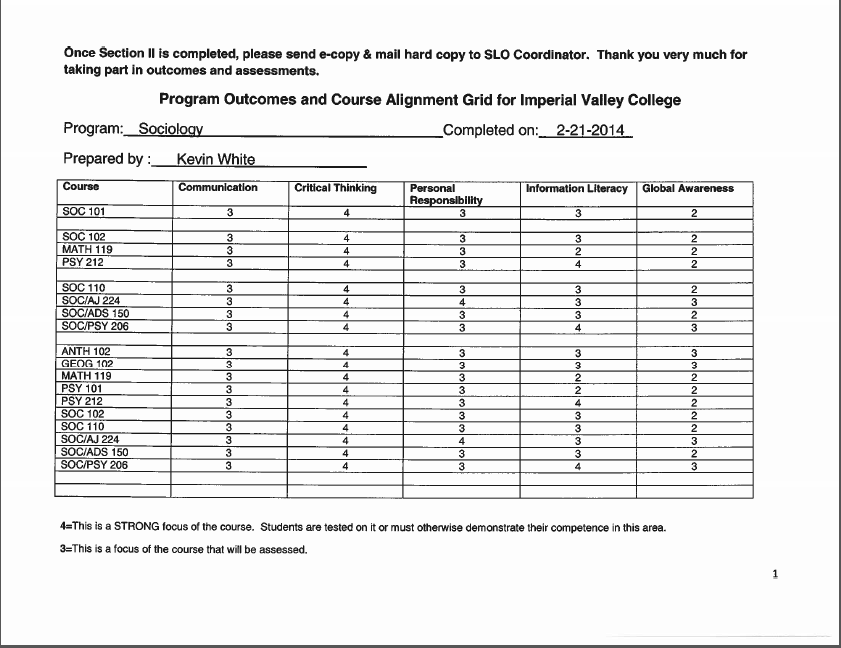 Once Section II is completed, please send e-copy & mail hard copy to SLO Coordinator. Thank you very much for
taking part in outcomes and assessments.
Program Outcomes and Course Alignment Grid for Imperial Valley College
Program: Sociology Completed on: 2-21-2014
Prepared by : Kevin White
Course Communication Critical Thinking Personal Responsibility Information Literacy Global Awareness
SOC 101 3 4 3 3 2
SOC 102 3 4 3 3 2
MATH 119 3 4 3 2 2
PSY 212 3 4 3 4 2
SOC 110 3 4 3 3 2
SOC/AJ 224 3 4 4 3 3
SOC/ADS 150 3 4 3 3 2
SOC/PSY 206 3 4 3 4 3
ANTH 102 3 4 3 3 3
GEOG 102 3 4 3 3 3
MATH 119 3 4 3 2 2
PSY 101 3 4 3 2 2
PSY 212 3 4 3 4 2
SOC 102 3 4 3 3 2
SOC 110 3 4 3 3 2
SOC/AJ 224 3 4 4 3 3
SOC/ADS 150 3 4 3 3 2
SOC/PSY 206 3 4 3 4 3
4=This is a STRONG focus of the course. Students are tested on it or must otherwise demonstrate their competence in this area.
3=This is a focus of the course that will be assessed.
1